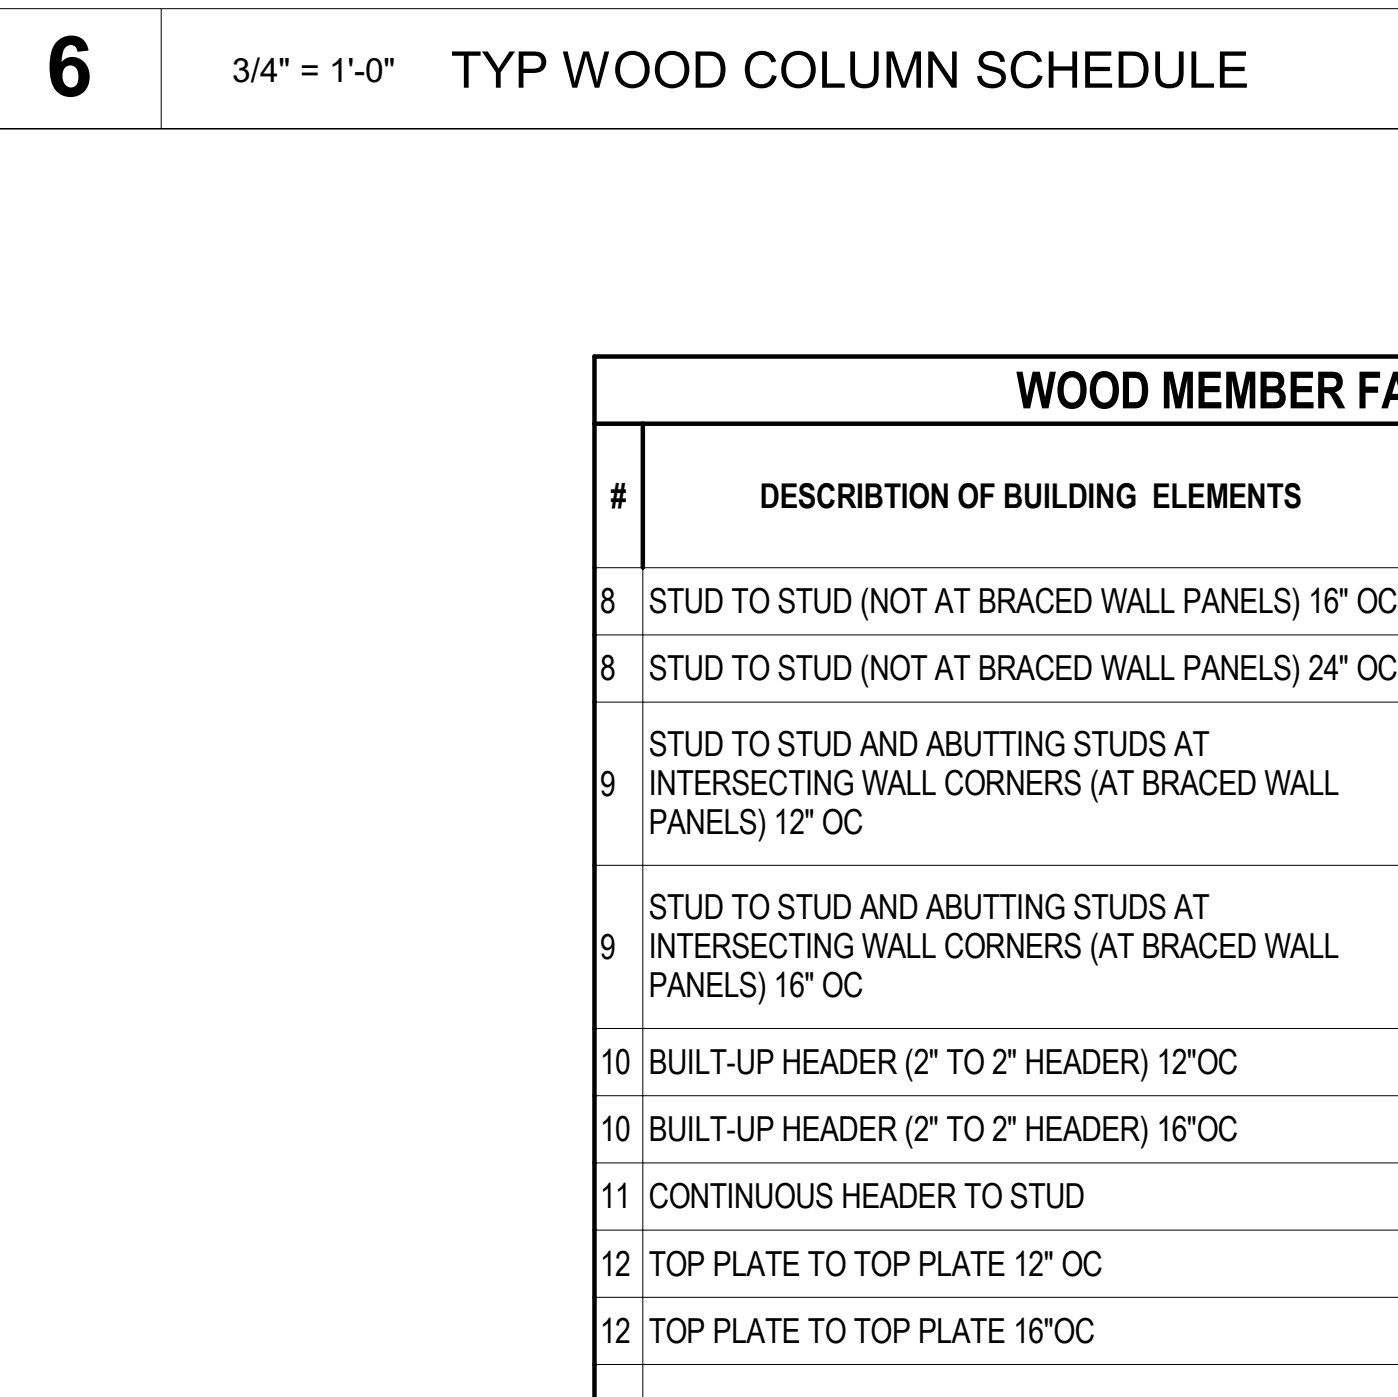 6 3/4" = 1'-0" TYP WOOD COLUMN SCHEDULE
WOOD MEMBER
# DESCRIBTION OF BUILDING ELEMENTS
8 STUD TO STUD (NOT AT BRACED WALL PANELS) 16" OC
8 STUD TO STUD (NOT AT BRACED WALL PANELS) 24" OC
STUD TO STUD AND ABUTTING STUDS AT
9 INTERSECTING WALL CORNERS (AT BRACED WALL
PANELS) 12" OC
STUD TO STUD AND ABUTTING STUDS AT
9 INTERSECTING WALL CORNERS (AT BRACED WALL
PANELS) 16" OC
10 BUILT-UP HEADER (2" TO 2" HEADER) 12"OC
10 BUILT-UP HEADER (2" TO 2" HEADER) 16"OC
11 CONTINUOUS HEADER TO STUD
12 TOP PLATE TO TOP PLATE 12" OC
12 TOP PLATE TO TOP PLATE 16"OC